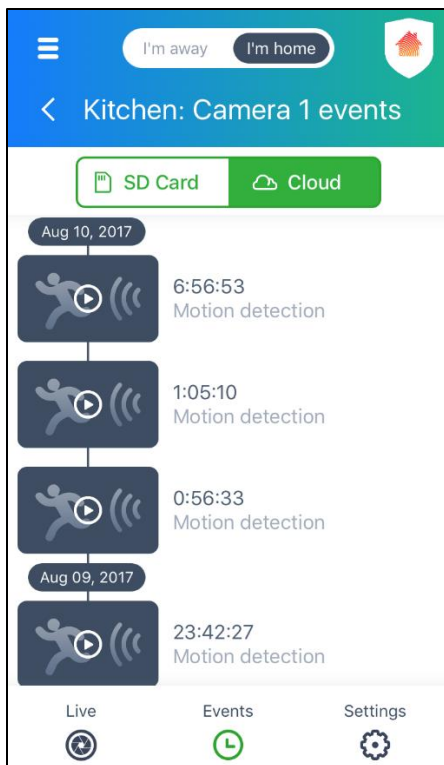 I'm away I'm home
Kitchen: Camera 1 events
SD Card Cloud
Aug 10, 2017
6:56:53
Motion detection
1:05:10
Motion detection
0:56:33
Motion detection
Aug 09, 2017
23:42:27
Motion detection
Live Events Settings